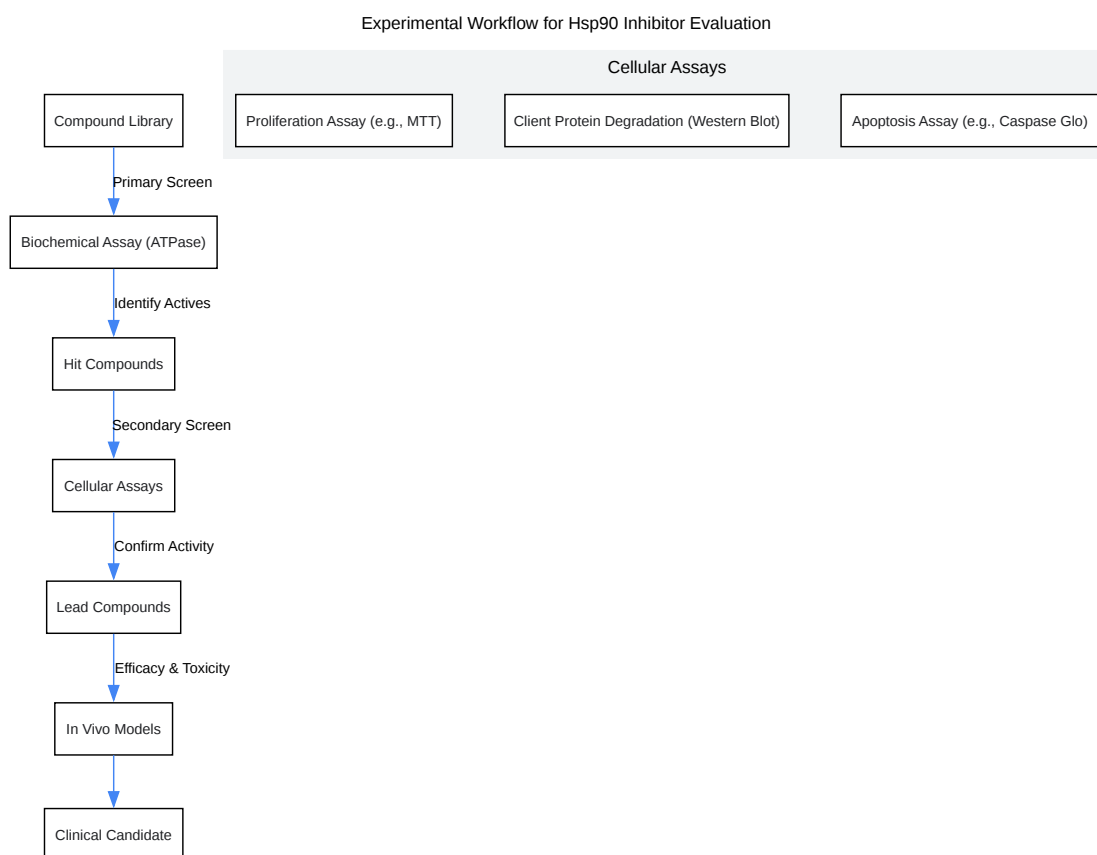 Experimental Workflow for Hsp90 Inhibitor Evaluation
Cellular Assays
Compound Library
Proliferation Assay (e.g., MTT)
Client Protein Degradation (Western Blot)
Apoptosis Assay (e.g., Caspase Glo)
Primary Screen
Biochemical Assay (ATPase)
Identify Actives
Hit Compounds
Secondary Screen
Cellular Assays
Confirm Activity
Lead Compounds
Efficacy & Toxicity
In Vivo Models
Clinical Candidate